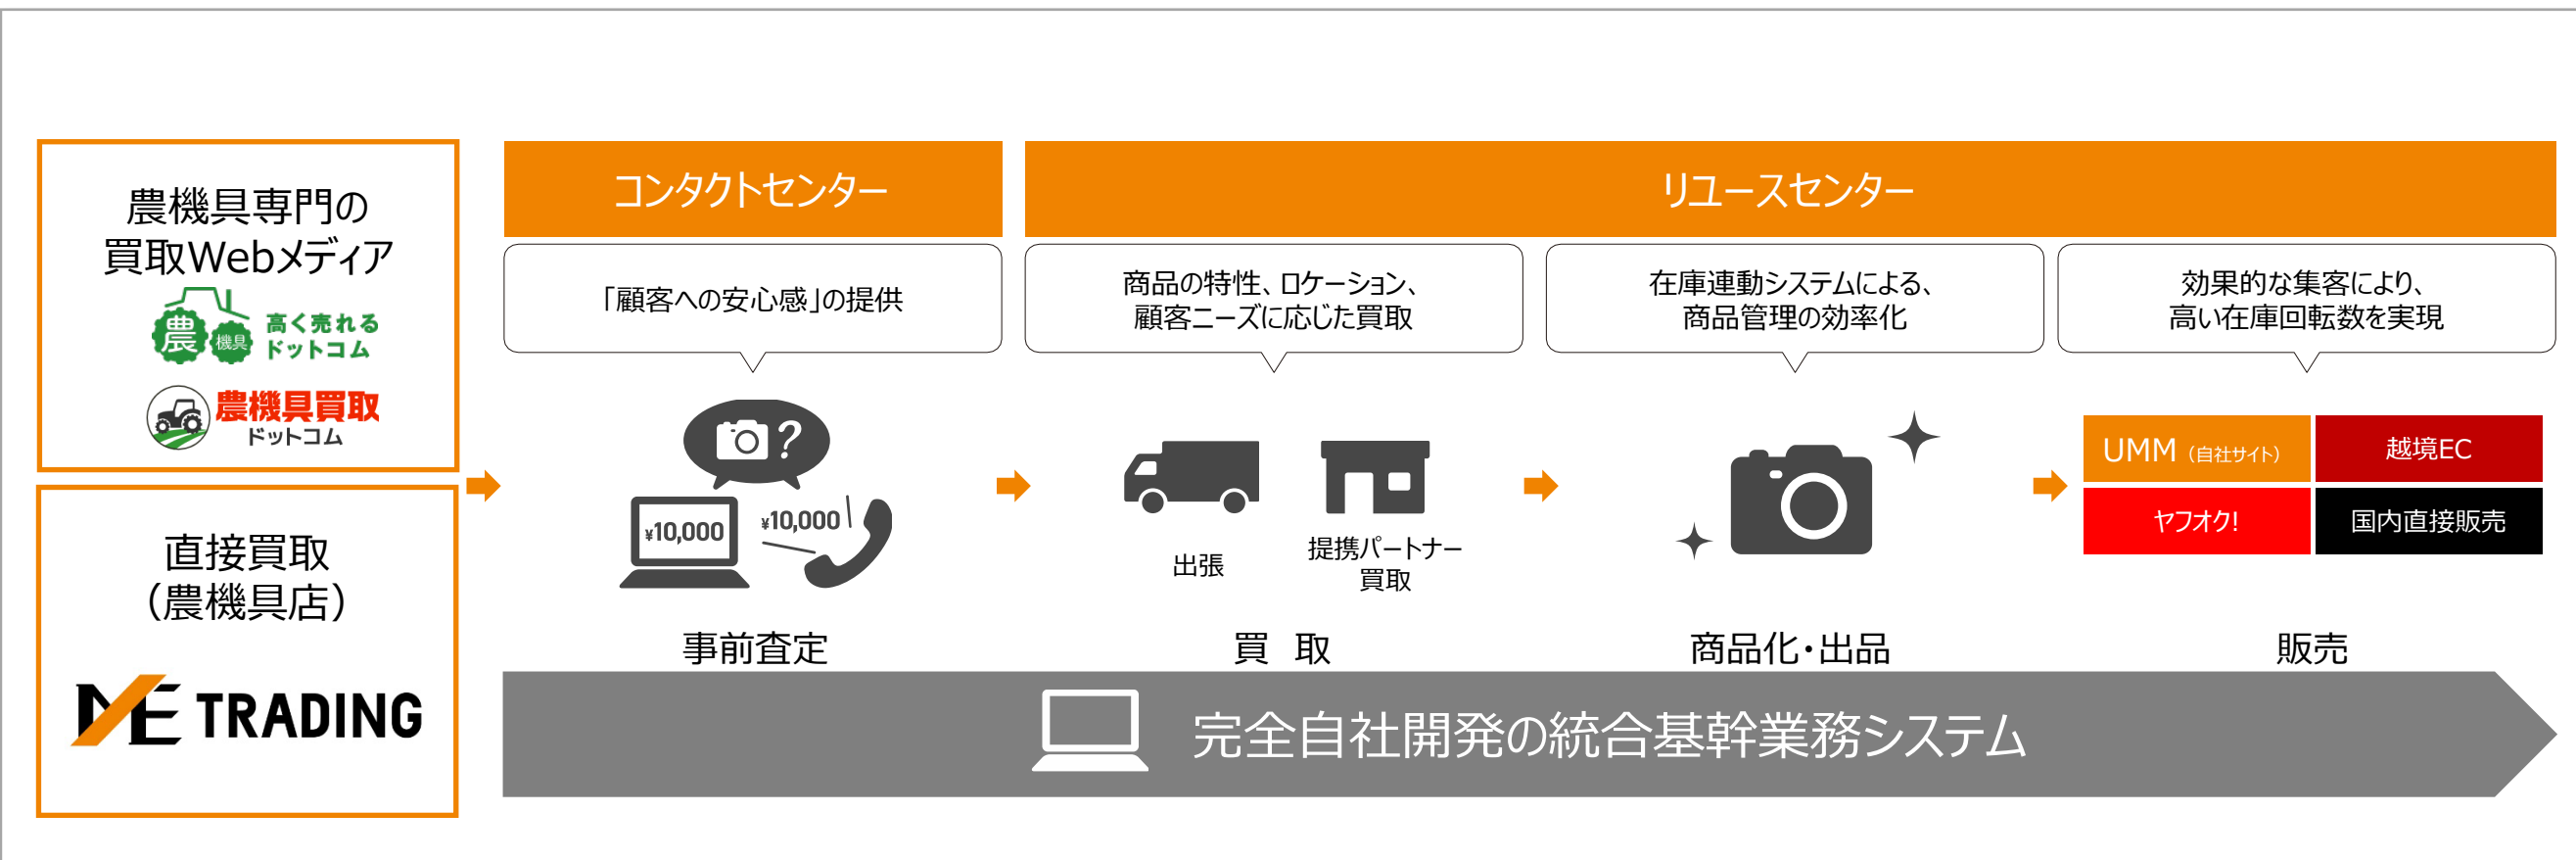 農機具専門の
買取Webメディア
農
機具
高く売れる
ドットコム
農機具買取
ドットコム
直接買取
（農機具店）
ME TRADING
コンタクトセンター
「顧客への安心感」の提供
?
¥10,000
¥10,000
事前査定
リユースセンター
商品の特性、ロケーション、
顧客ニーズに応じた買取
出張
提携パートナー
買取
買 取
在庫連動システムによる、
商品管理の効率化
商品化・出品
効果的な集客により、
高い在庫回転数を実現
UMM（自社サイト）
越境EC
ヤフオク!
国内直接販売
販売
完全自社開発の統合基幹業務システム